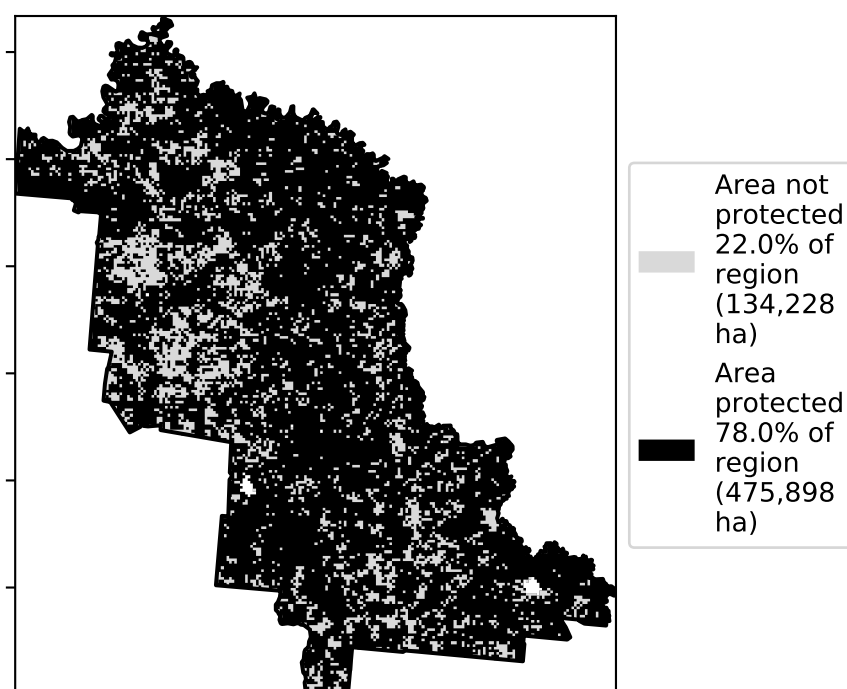 Area not
protected
22.0% of
region
(134,228
ha)
Area
protected
78.0% of
region
(475,898
ha)